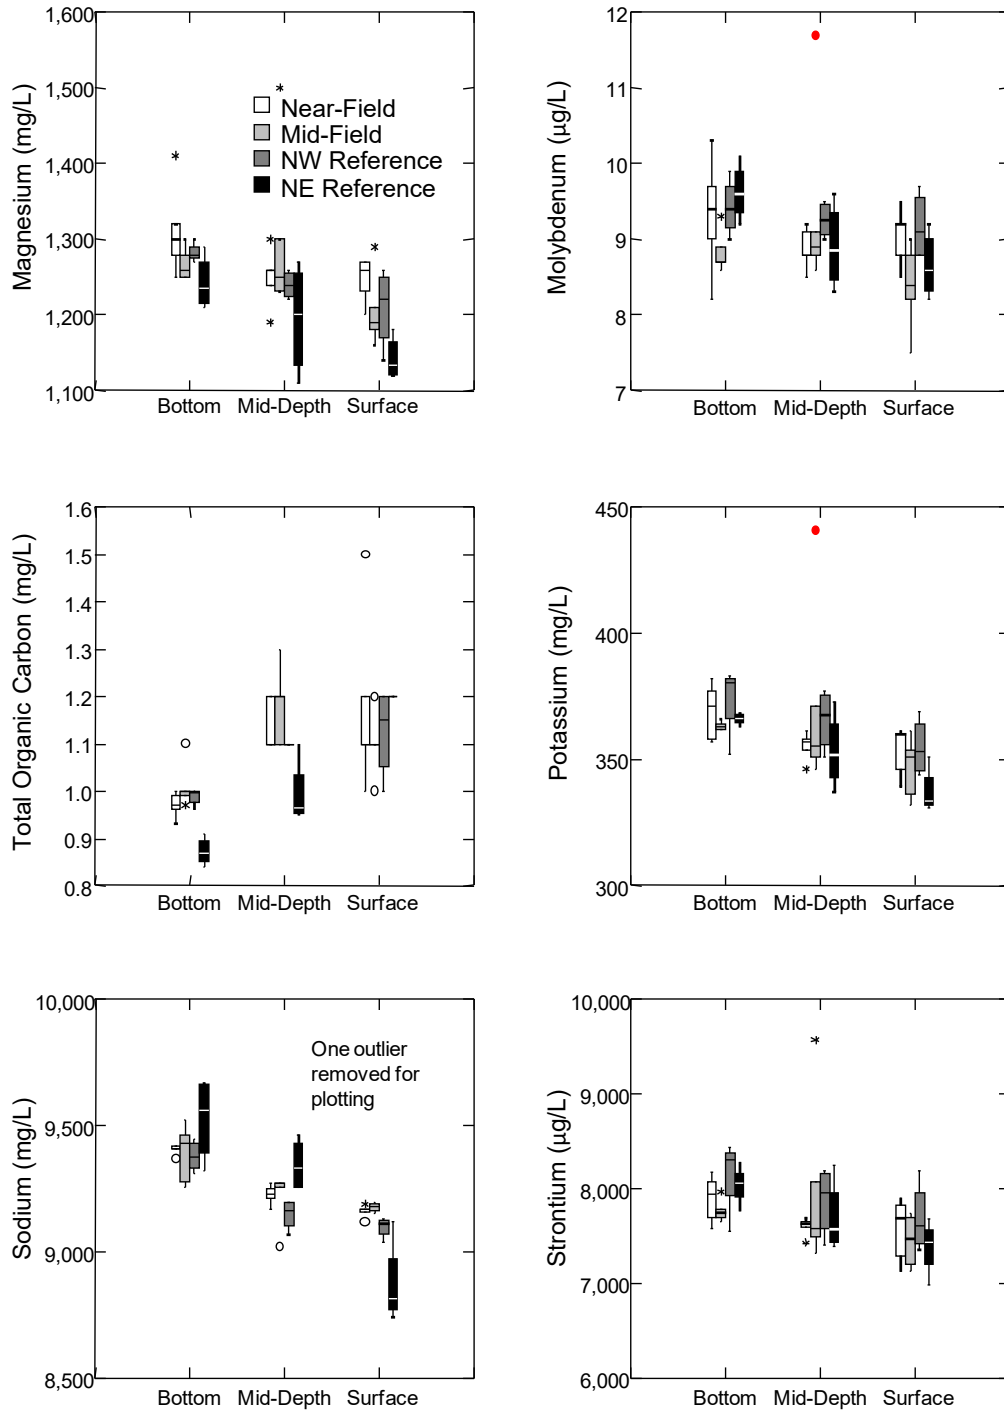 Magnesium (mg/L)
1,600
1,500
1,400
1,300
1,200
1,100
Near-Field
Mid-Field
NW Reference
NE Reference
Bottom Mid-Depth Surface
Molybdenum (µg/L)
12
11
10
9
8
7
Bottom Mid-Depth Surface
Total Organic Carbon (mg/L)
1.6
1.5
1.4
1.3
1.2
1.1
1.0
0.9
0.8
Bottom Mid-Depth Surface
Potassium (mg/L)
450
400
350
300
Bottom Mid-Depth Surface
Sodium (mg/L)
10,000
9,500
9,000
8,500
One outlier
removed for
plotting
Bottom Mid-Depth Surface
Strontium (µg/L)
10,000
9,000
8,000
7,000
6,000
Bottom Mid-Depth Surface